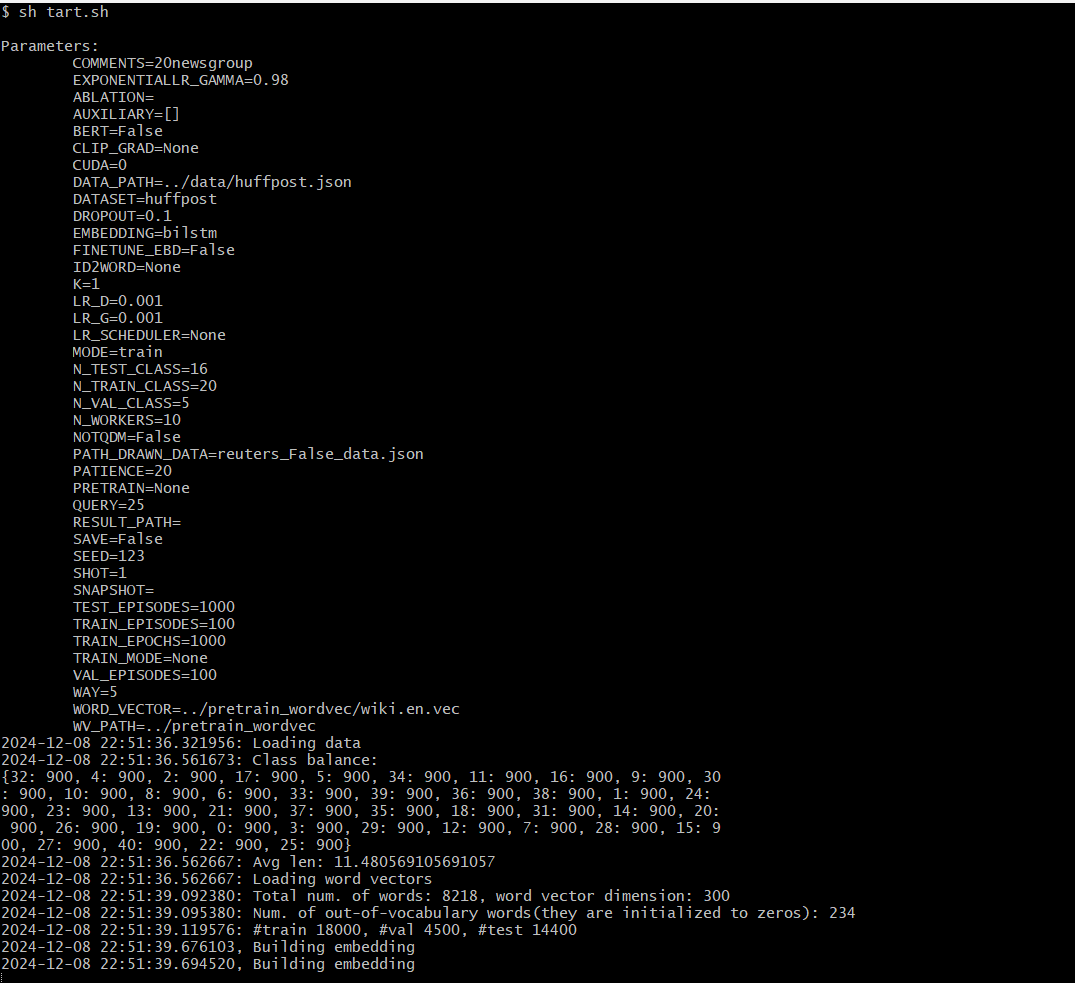 $ sh tart.sh
Parameters:
COMMENTS=20newsgroup
EXPONENTIALLR_GAMMA=0.98
ABLATION=
AUXILIARY=[]
BERT=False
CLIP_GRAD=None
CUDA=0
DATA_PATH=../data/huffpost.json
DATASET=huffpost
DROPOUT=0.1
EMBEDDING=bilstm
FINETUNE_EBD=False
ID2WORD=None
K=1
LR_D=0.001
LR_G=0.001
LR_SCHEDULER=None
MODE=train
N_TEST_CLASS=16
N_TRAIN_CLASS=20
N_VAL_CLASS=5
N_WORKERS=10
NOTQDM=False
PATH_DRAWN_DATA=reuters_False_data.json
PATIENCE=20
PRETRAIN=None
QUERY=25
RESULT_PATH=
SAVE=False
SEED=123
SHOT=1
SNAPSHOT=
TEST_EPISODES=1000
TRAIN_EPISODES=100
TRAIN_EPOCHS=1000
TRAIN_MODE=None
VAL_EPISODES=100
WAY=5
WORD_VECTOR=../pretrain_wordvec/wiki.en.vec
WV_PATH=../pretrain_wordvec
2024-12-08 22:51:36.321956: Loading data
2024-12-08 22:51:36.561673: Class balance:
{32: 900, 4: 900, 2: 900, 17: 900, 5: 900, 34: 900, 11: 900, 16: 900, 9: 900, 30
: 900, 10: 900, 8: 900, 6: 900, 33: 900, 39: 900, 36: 900, 38: 900, 1: 900, 24:
900, 23: 900, 13: 900, 21: 900, 37: 900, 35: 900, 18: 900, 31: 900, 14: 900, 20:
900, 26: 900, 19: 900, 0: 900, 3: 900, 29: 900, 12: 900, 7: 900, 28: 900, 15: 9
00, 27: 900, 40: 900, 22: 900, 25: 900}
2024-12-08 22:51:36.562667: Avg len: 11.480569105691057
2024-12-08 22:51:36.562667: Loading word vectors
2024-12-08 22:51:39.092380: Total num. of words: 8218, word vector dimension: 300
2024-12-08 22:51:39.095380: Num. of out-of-vocabulary words(they are initialized to zeros): 234
2024-12-08 22:51:39.119576: #train 18000, #val 4500, #test 14400
2024-12-08 22:51:39.676103, Building embedding
2024-12-08 22:51:39.694520, Building embedding